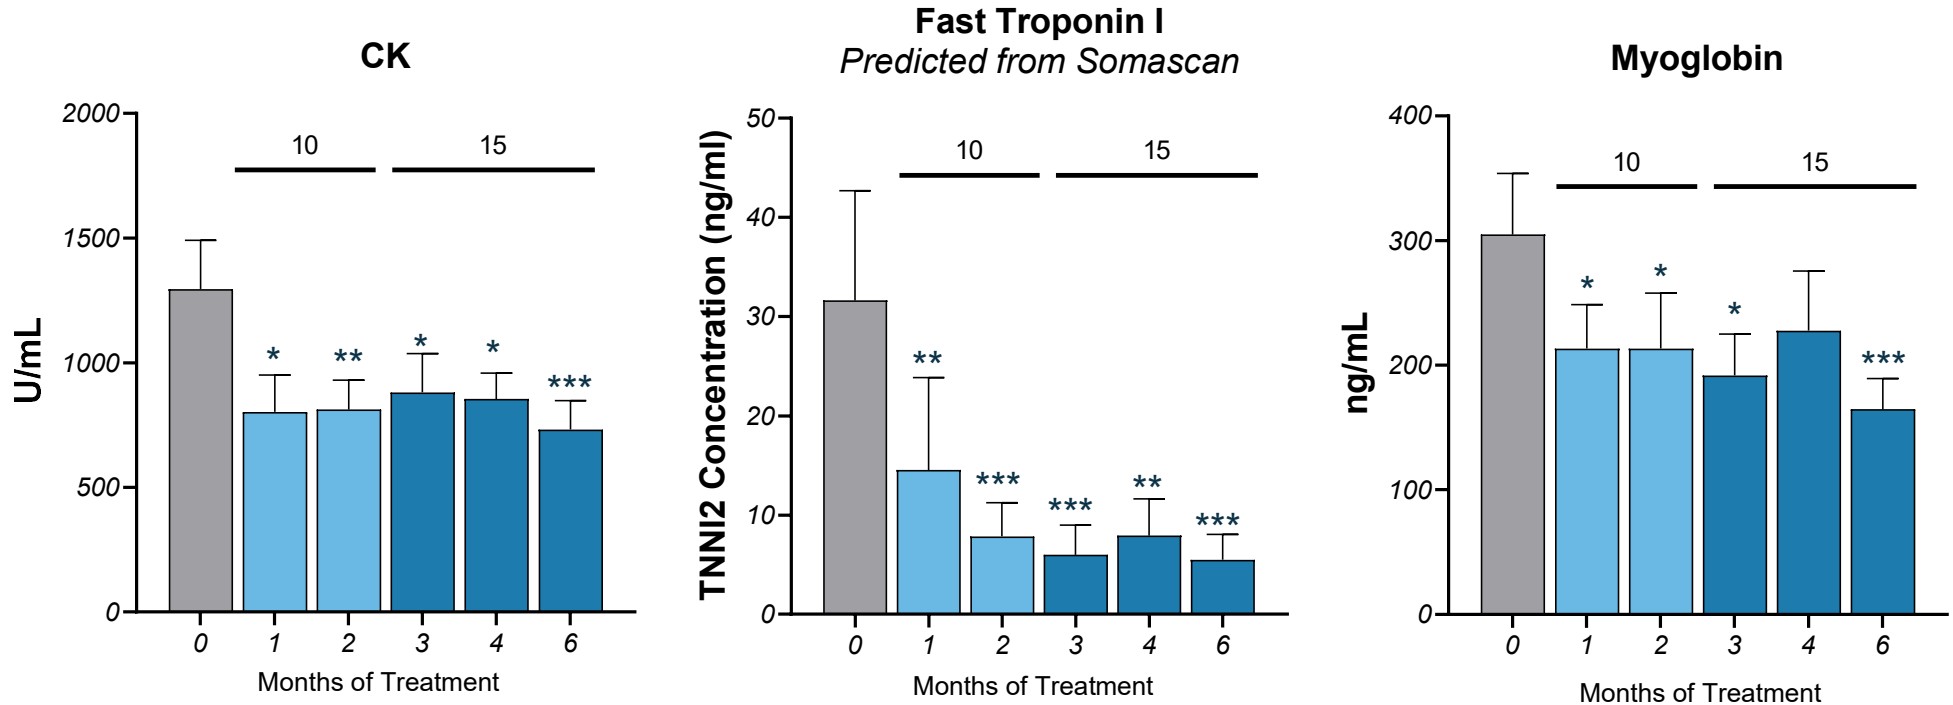 CK
2000
1500
1000
500
0
U/mL
10
15
*
**
*
*
***
0 1 2 3 4 6
Months of Treatment
Fast Troponin I
Predicted from Somascan
50
40
30
20
10
0
TNNI2 Concentration (ng/ml)
10
15
**
***
***
**
***
0 1 2 3 4 6
Months of Treatment
Myoglobin
400
300
200
100
0
ng/mL
10
15
*
*
*
***
0 1 2 3 4 6
Months of Treatment